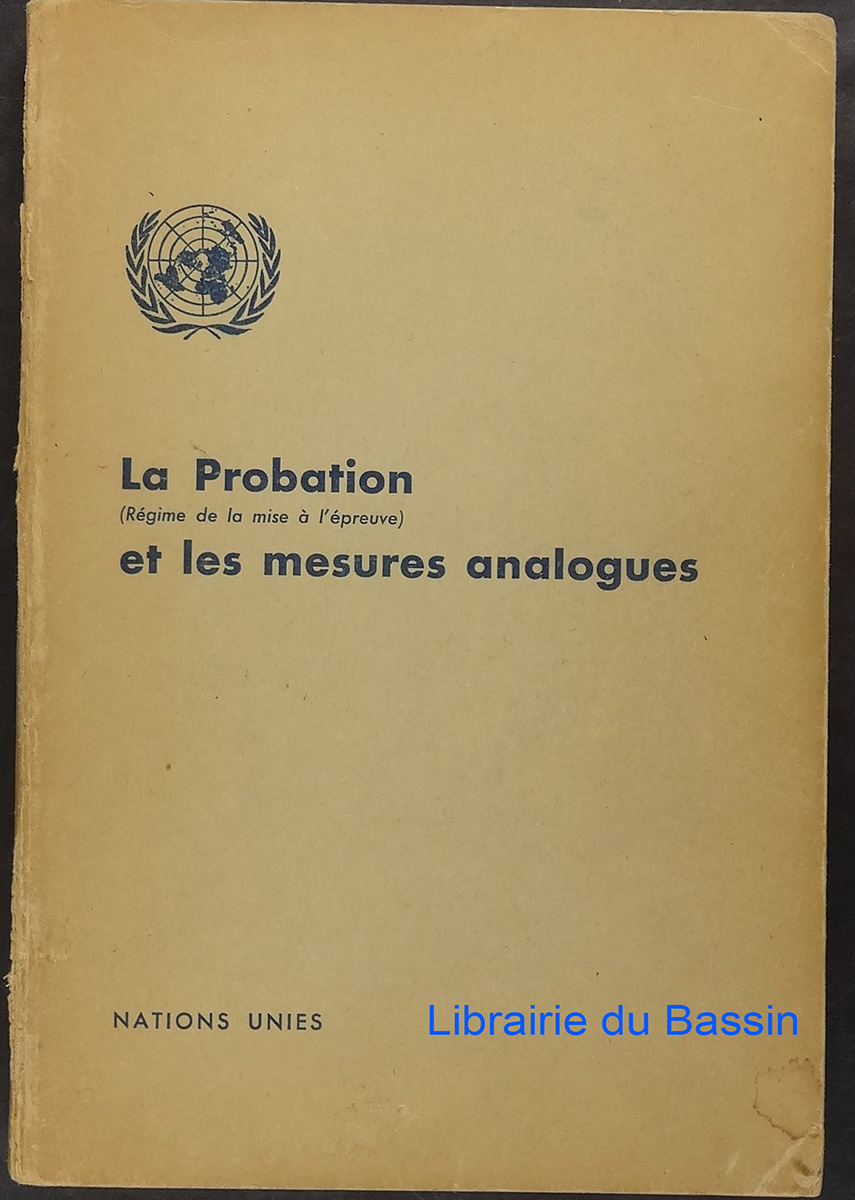 La Probation
(Régime de la mise à l'épreuve)
et les mesures analogues
NATIONS UNIES
Librairie du Bassin